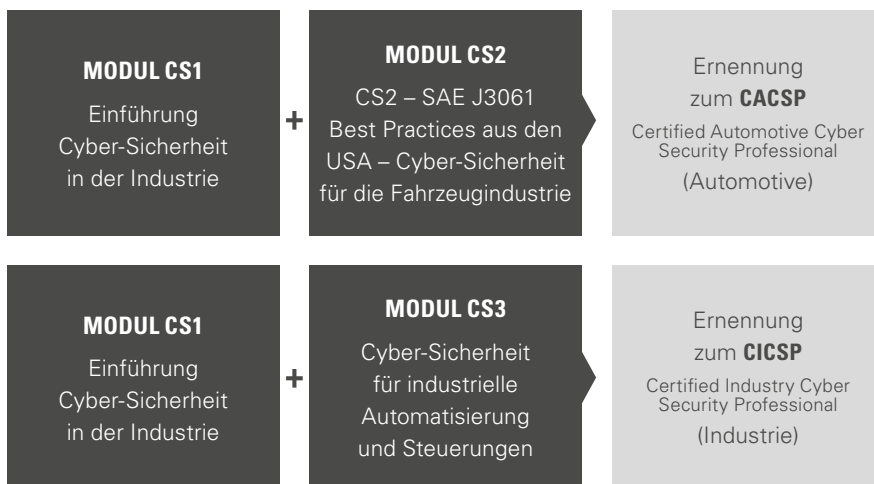 MODUL CS1
Einführung
Cyber-Sicherheit
in der Industrie
+
MODUL CS2
CS2 – SAE J3061
Best Practices aus den
USA – Cyber-Sicherheit
für die Fahrzeugindustrie
Ernennung
zum CACSP
Certified Automotive Cyber
Security Professional
(Automotive)
MODUL CS1
Einführung
Cyber-Sicherheit
in der Industrie
+
MODUL CS3
Cyber-Sicherheit
für industrielle
Automatisierung
und Steuerungen
Ernennung
zum CICSP
Certified Industry Cyber
Security Professional
(Industrie)